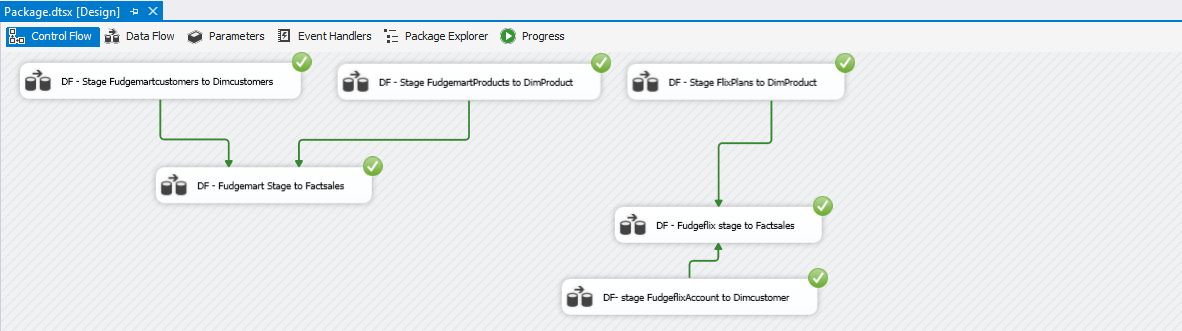 Package.dtsx [Design]
Control Flow Data Flow Parameters Event Handlers Package Explorer Progress
DF - Stage Fudgemartcustomers to Dimcustomers
DF - Stage FudgemartProducts to DimProduct
DF - Stage FlixPlans to DimProduct
DF - Fudgemart Stage to Factsales
DF - Fudgeflix stage to Factsales
DF- stage FudgeflixAccount to Dimcustomer